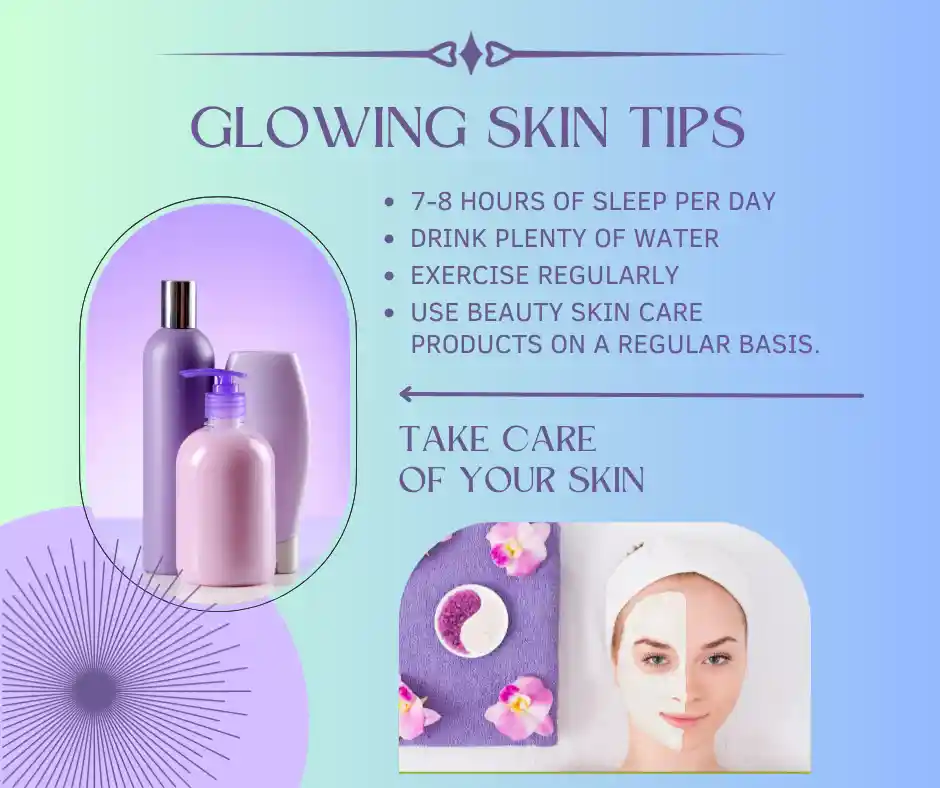 GLOWING SKIN TIPS
• 7-8 HOURS OF SLEEP PER DAY
• DRINK PLENTY OF WATER
• EXERCISE REGULARLY
• USE BEAUTY SKIN CARE
PRODUCTS ON A REGULAR BASIS.
TAKE CARE
OF YOUR SKIN